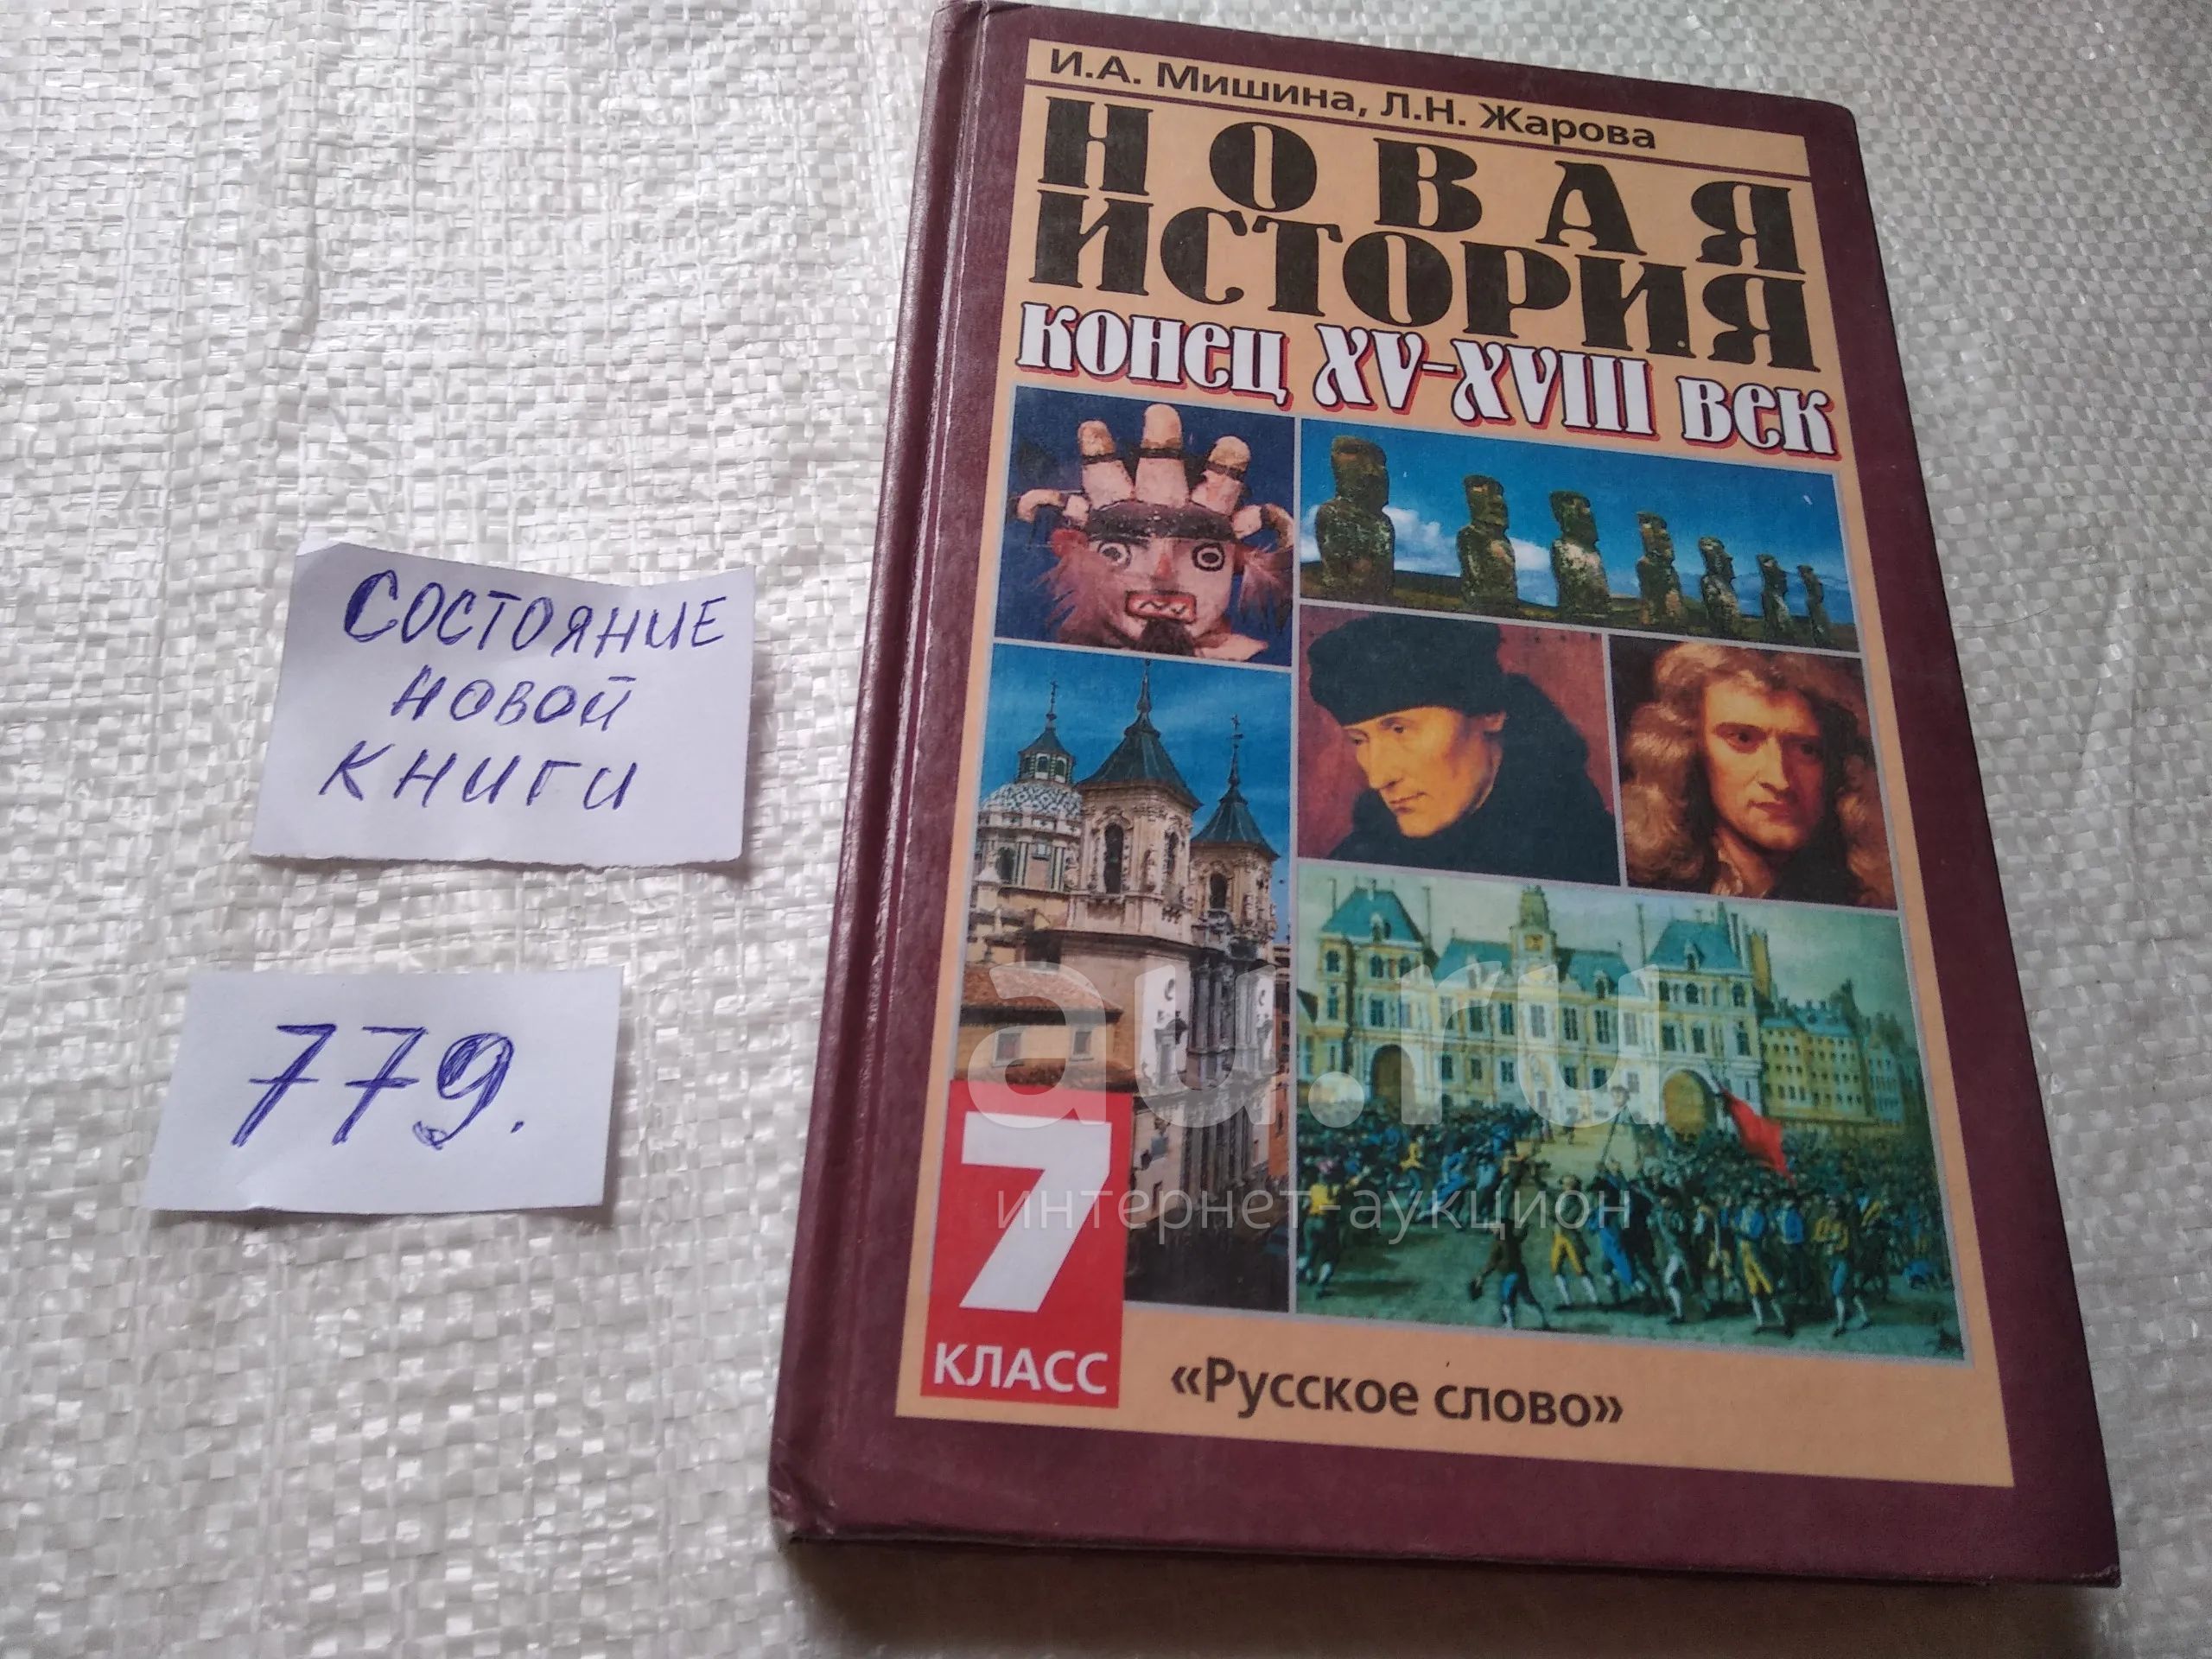 И.А. Мишина, Л.Н. Жарова
НОВАЯ
ИСТОРИЯ
КОНЕЦ XV-XVIII ВЕК
СОСТОЯНИЕ
НОВОЙ
КНИГИ
779.
au.ru
интернет-аукцион
7
КЛАСС
«Русское слово»